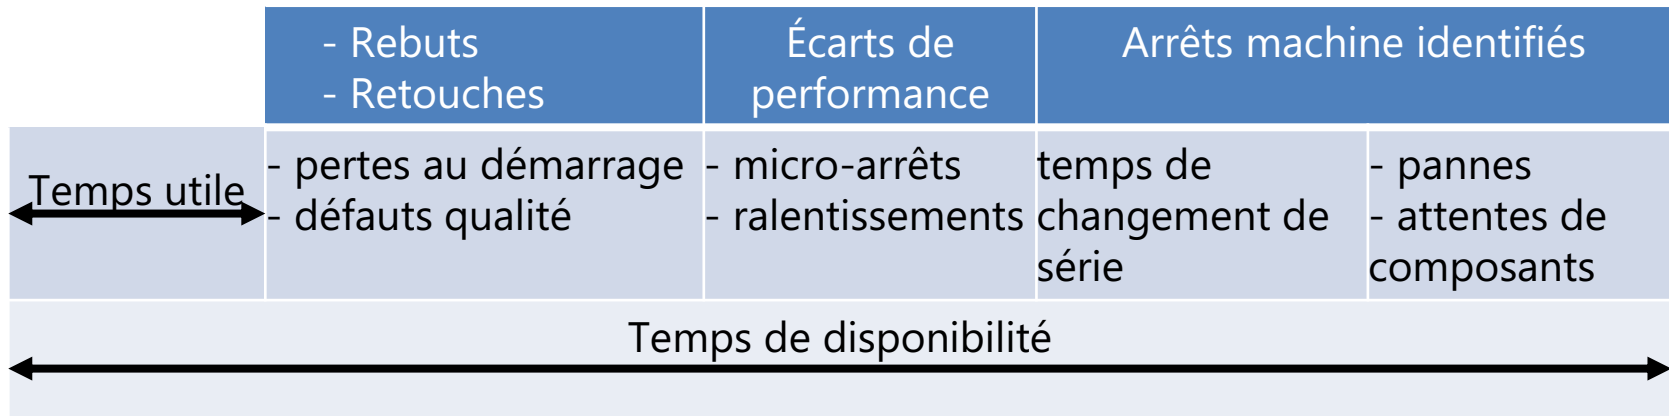 - Rebuts
- Retouches
Écarts de
performance
Arrêts machine identifiés
Temps utile
- pertes au démarrage
- défauts qualité
- micro-arrêts
- ralentissements
temps de
changement de
série
- pannes
- attentes de
composants
Temps de disponibilité